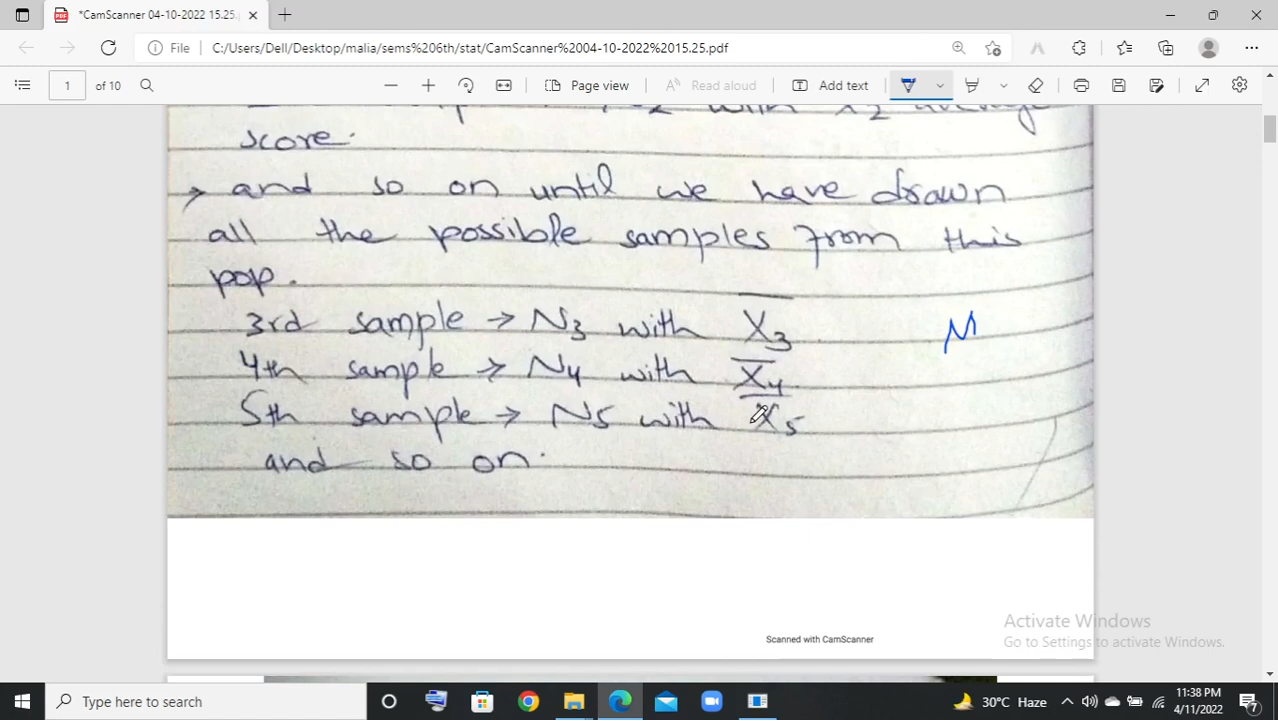 *CamScanner 04-10-2022 15.25.
File C:/Users/Dell/Desktop/malia/sems%206th/stat/CamScanner%2004-10-2022%2015.25.pdf
1 of 10 Page view Read aloud Add text
with X2 average
score.
→ and so on until we have drawn
all the possible samples from this
pop.
3rd sample → N3 with X̅3
4th sample → N4 with X̅4
5th sample → N5 with X̅5
and so on.
Activate Windows
Go to Settings to activate Windows.
Scanned with CamScanner
Type here to search
30°C Haze
11:38 PM
4/11/2022
7